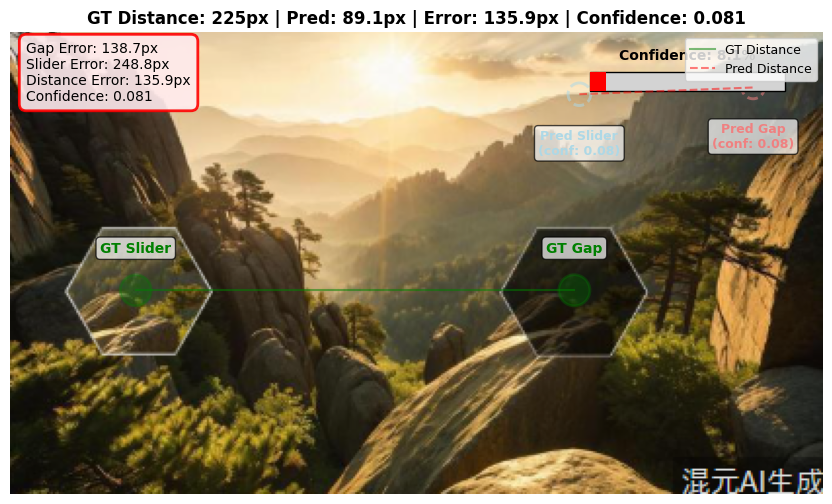 GT Distance: 225px | Pred: 89.1px | Error: 135.9px | Confidence: 0.081
Gap Error: 138.7px
Slider Error: 248.8px
Distance Error: 135.9px
Confidence: 0.081
Confidence: 8.1%
GT Distance
Pred Distance
Pred Slider
(conf: 0.08)
Pred Gap
(conf: 0.08)
GT Slider
GT Gap
混元AI生成